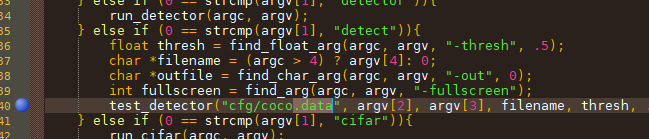 33 } else if (0 == strcmp(argv[1], "detector")){
34 run_detector(argc, argv);
35 } else if (0 == strcmp(argv[1], "detect")){
36 float thresh = find_float_arg(argc, argv, "-thresh", .5);
37 char *filename = (argc > 4) ? argv[4]: 0;
38 char *outfile = find_char_arg(argc, argv, "-out", 0);
39 int fullscreen = find_arg(argc, argv, "-fullscreen");
40 test_detector("cfg/coco.data", argv[2], argv[3], filename, thresh, .
41 } else if (0 == strcmp(argv[1], "cifar")){
42 run_cifar(argc, argv);